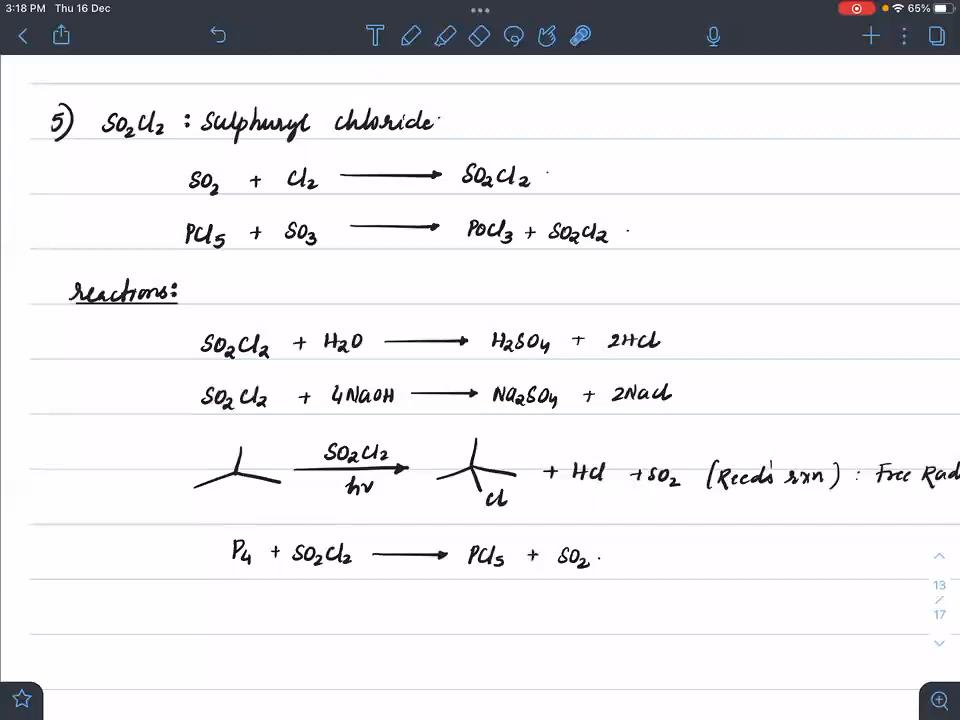 3:18 PM Thu 16 Dec 65%
5) SO2Cl2 : Sulphuryl chloride
SO2 + Cl2 → SO2Cl2
PCl5 + SO3 → POCl3 + SO2Cl2
reactions:
SO2Cl2 + H2O → H2SO4 + 2HCl
SO2Cl2 + 4NaOH → Na2SO4 + 2NaCl
SO2Cl2
hν
Cl
+ HCl + SO2 (Reed's rxn) : Free Rad
P4 + SO2Cl2 → PCl5 + SO2
13
/
17